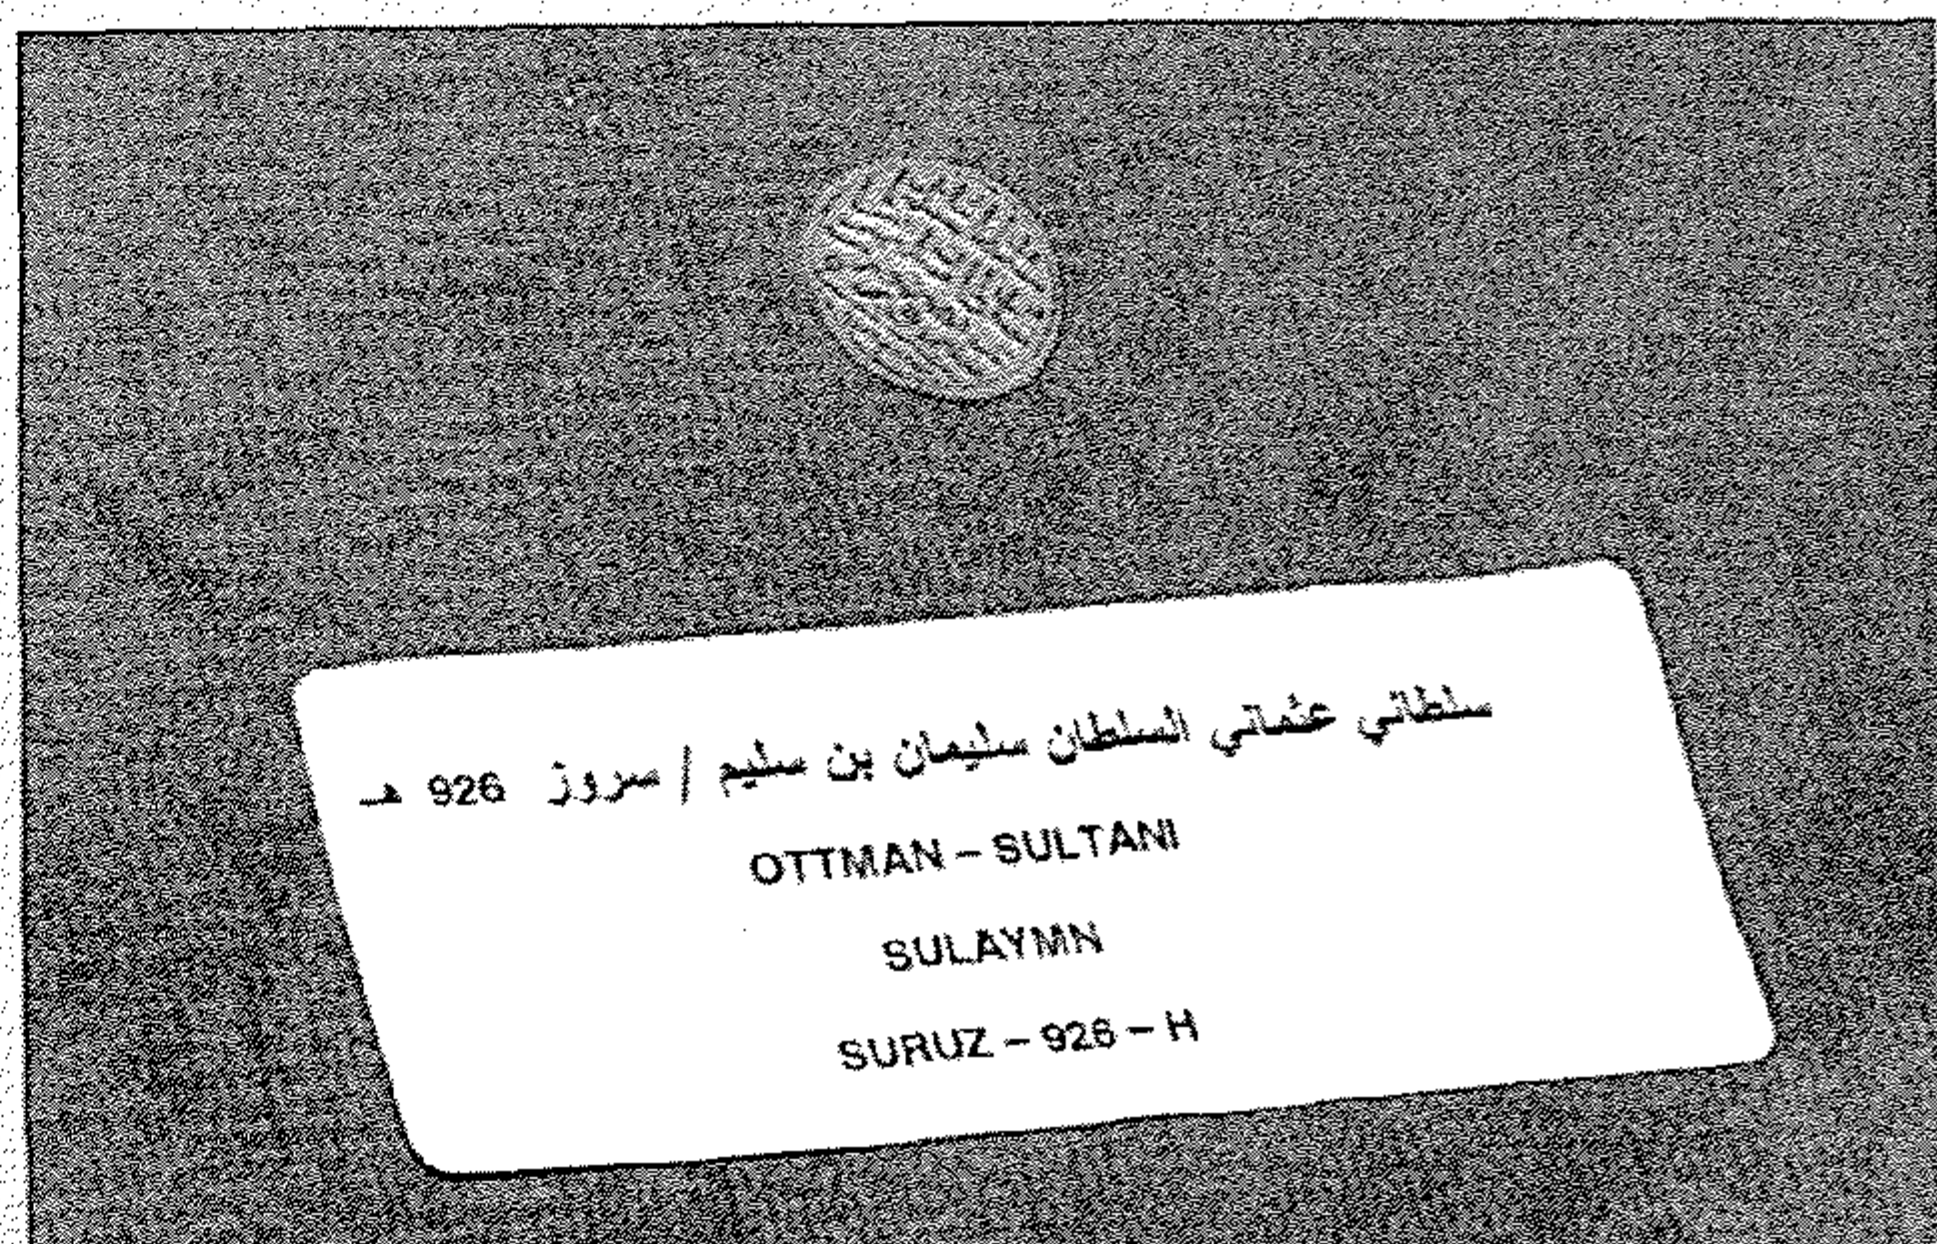 سلطاني عثماني السلطان سليمان بن سليم / سروز 926 هـ
OTTMAN – SULTANI
SULAYMN
SURUZ – 926 – H